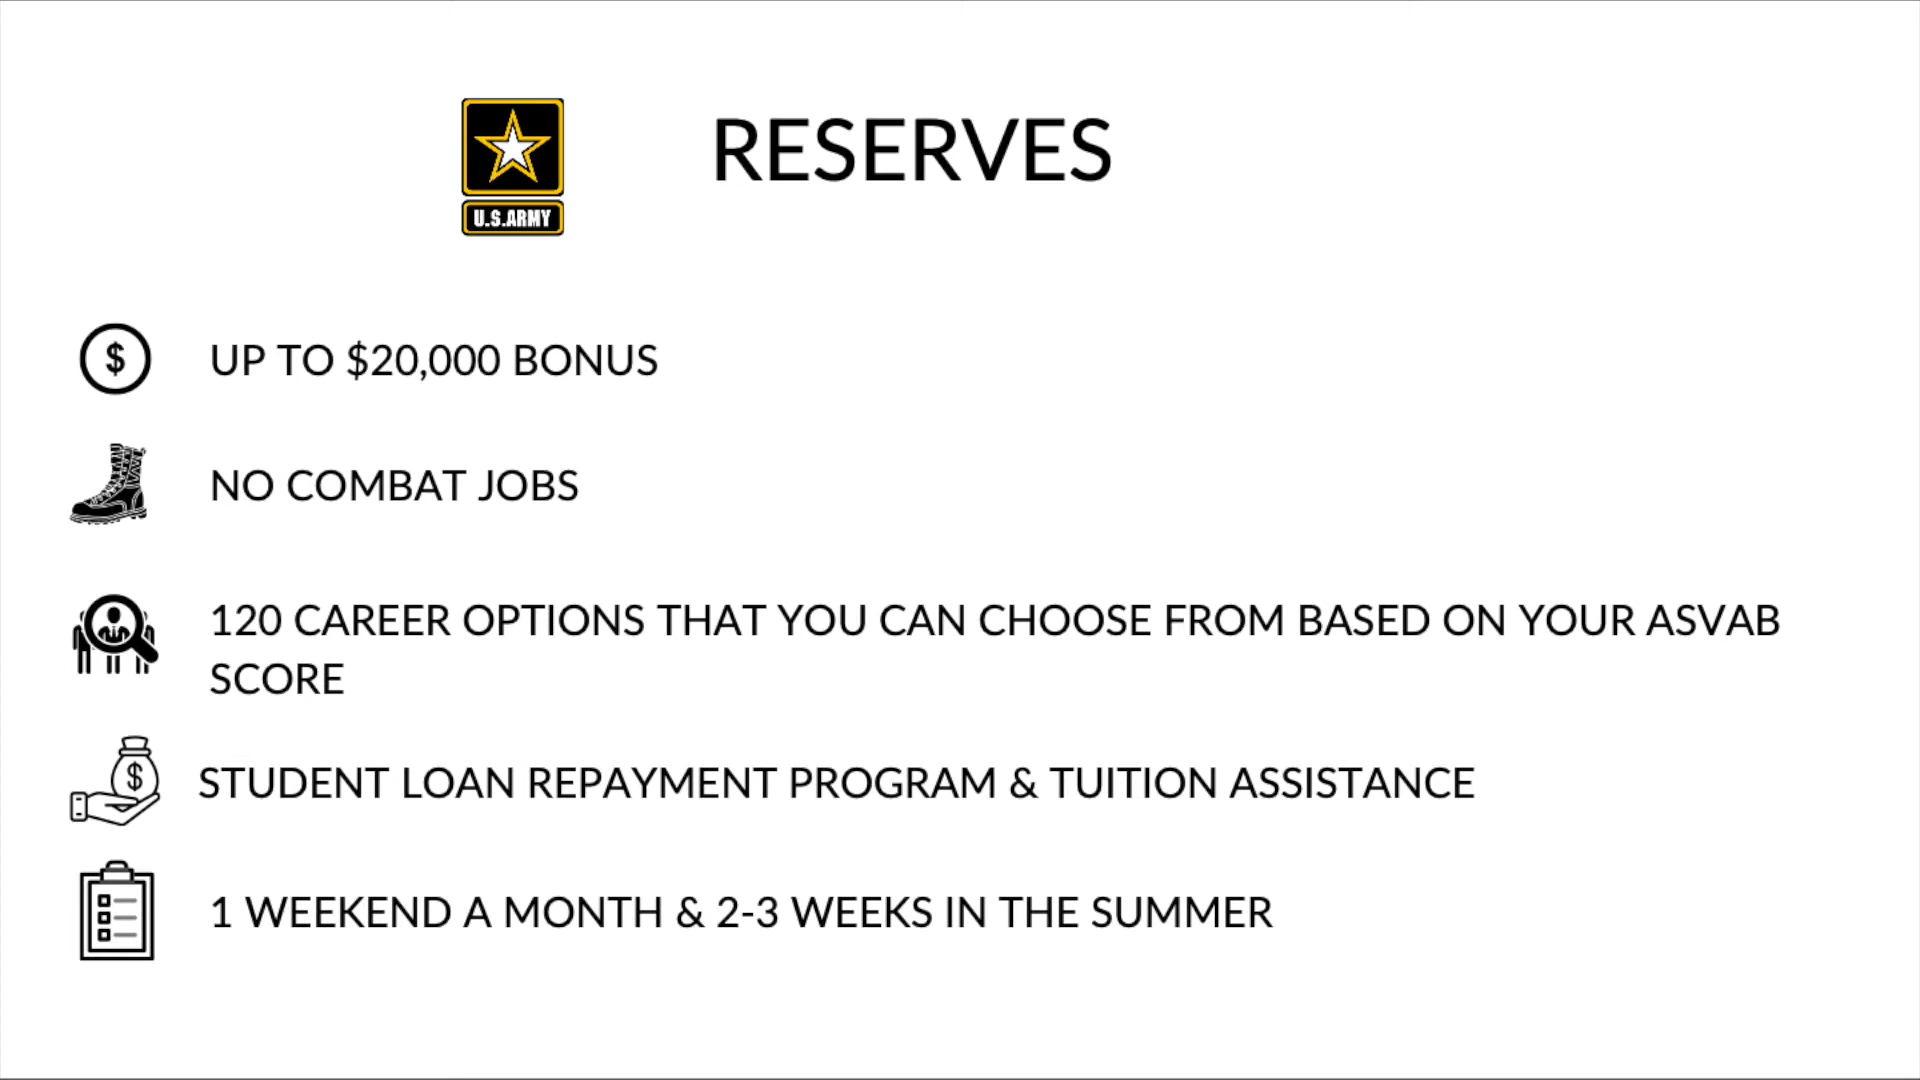 RESERVES
U.S.ARMY
$
UP TO $20,000 BONUS
NO COMBAT JOBS
120 CAREER OPTIONS THAT YOU CAN CHOOSE FROM BASED ON YOUR ASVAB
SCORE
$
STUDENT LOAN REPAYMENT PROGRAM & TUITION ASSISTANCE
1 WEEKEND A MONTH & 2-3 WEEKS IN THE SUMMER